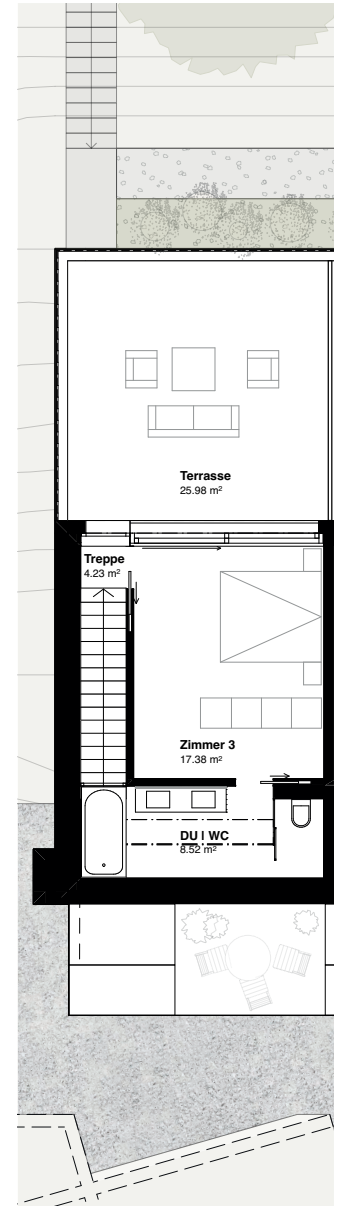 Terrasse
25.98 m²
Treppe
4.23 m²
Zimmer 3
17.38 m²
DU I WC
8.52 m²